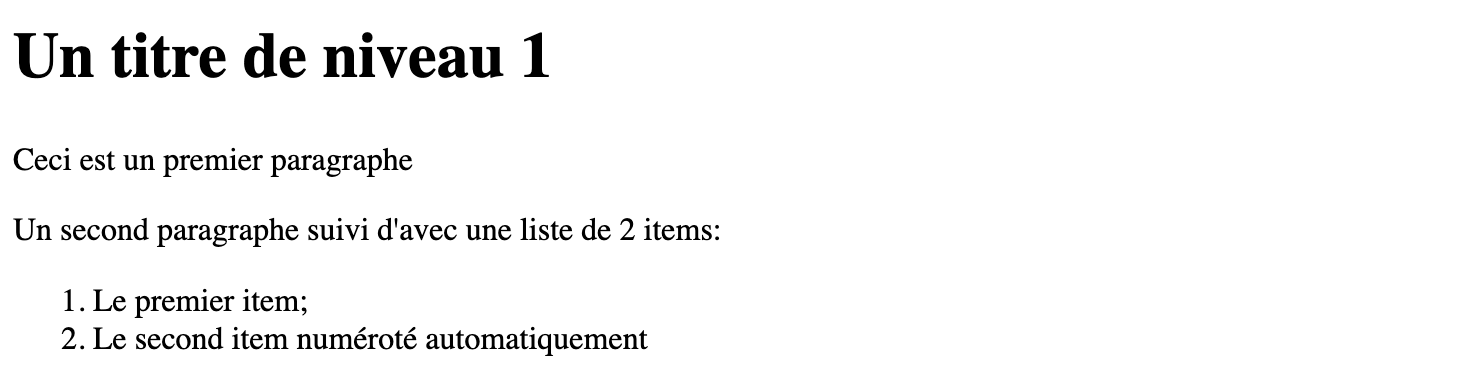 Un titre de niveau 1
Ceci est un premier paragraphe
Un second paragraphe suivi d'avec une liste de 2 items:
1. Le premier item;
2. Le second item numéroté automatiquement